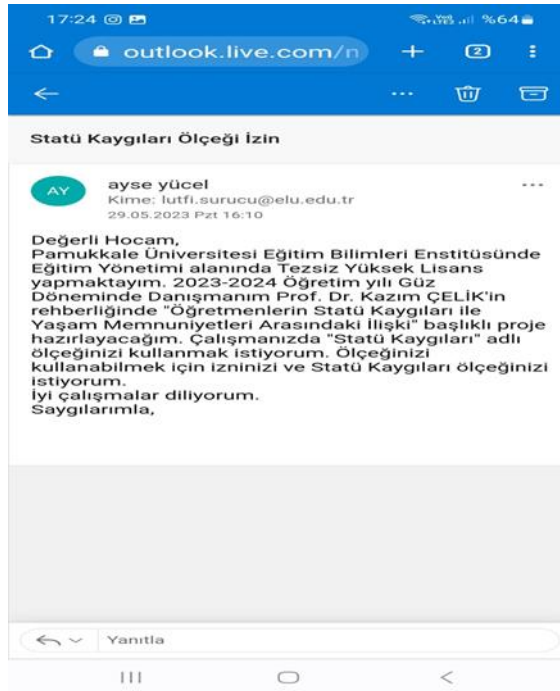 17:24 %64
outlook.live.com/n 2
Statü Kaygıları Ölçeği İzin
AY
ayse yücel
Kime: lutfi.surucu@elu.edu.tr
29.05.2023 Pzt 16:10
Değerli Hocam,
Pamukkale Üniversitesi Eğitim Bilimleri Enstitüsünde
Eğitim Yönetimi alanında Tezsiz Yüksek Lisans
yapmaktayım. 2023-2024 Öğretim yılı Güz
Döneminde Danışmanım Prof. Dr. Kazım ÇELİK'in
rehberliğinde "Öğretmenlerin Statü Kaygıları ile
Yaşam Memnuniyetleri Arasındaki İlişki" başlıklı proje
hazırlayacağım. Çalışmanızda "Statü Kaygıları" adlı
ölçeğinizi kullanmak istiyorum. Ölçeğinizi
kullanabilmek için izninizi ve Statü Kaygıları ölçeğinizi
istiyorum.
İyi çalışmalar diliyorum.
Saygılarımla,
Yanıtla